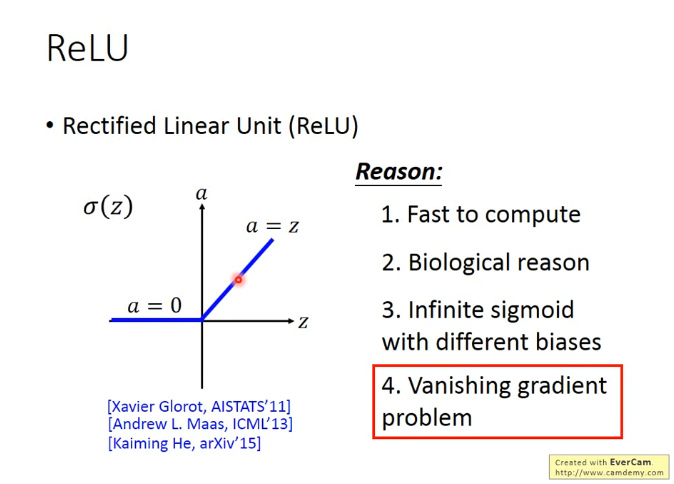 ReLU
• Rectified Linear Unit (ReLU)
σ(z)
a
a = z
a = 0
z
[Xavier Glorot, AISTATS'11]
[Andrew L. Maas, ICML'13]
[Kaiming He, arXiv'15]
Reason:
1. Fast to compute
2. Biological reason
3. Infinite sigmoid
with different biases
4. Vanishing gradient
problem
Created with EverCam.
http://www.camdemy.com